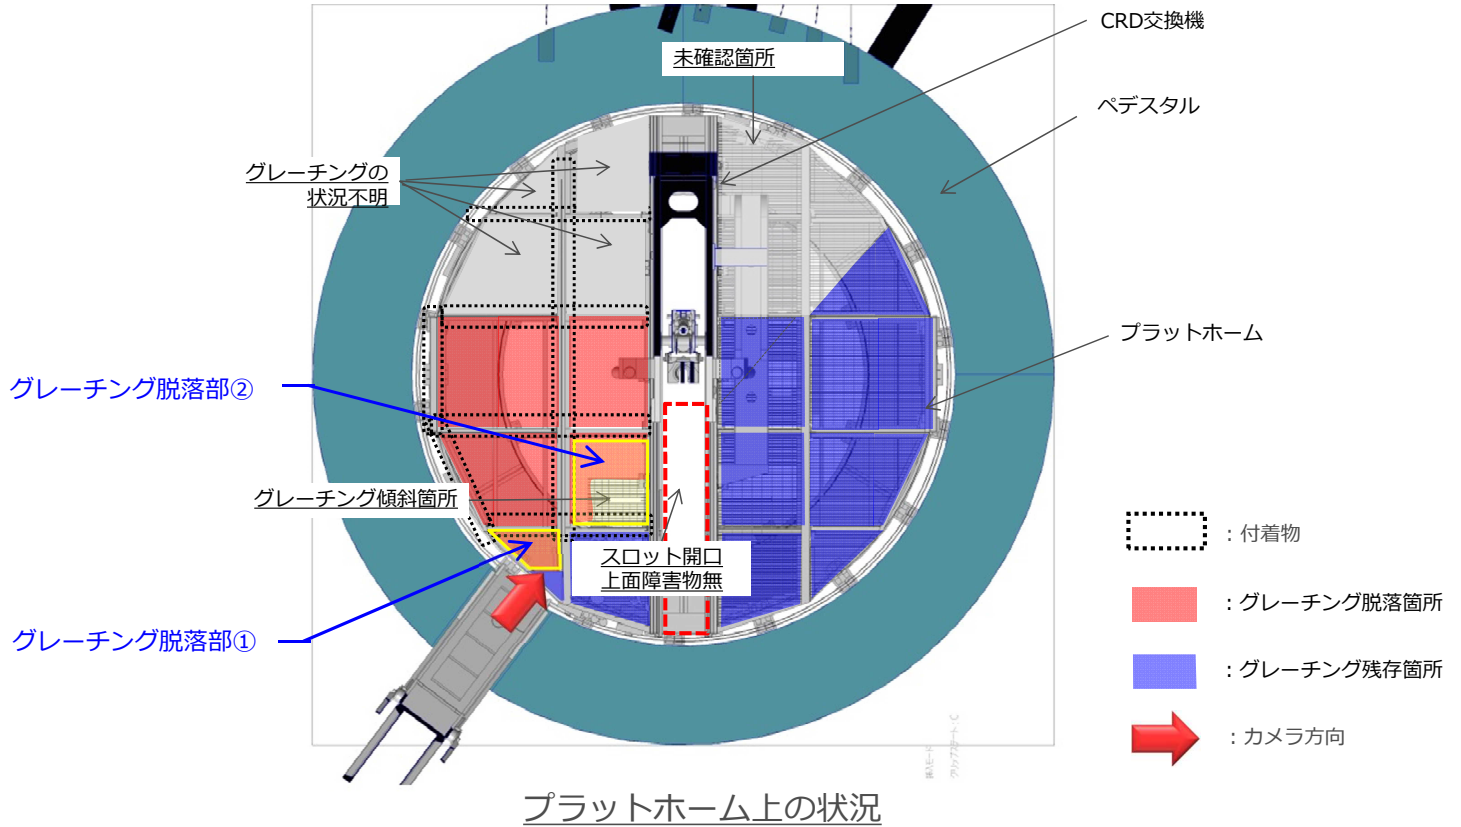 CRD交換機
未確認箇所
ペデスタル
グレーチングの
状況不明
プラットホーム
グレーチング脱落部②
グレーチング傾斜箇所
スロット開口
上面障害物無
グレーチング脱落部①
：付着物
：グレーチング脱落箇所
：グレーチング残存箇所
：カメラ方向
プラットホーム上の状況